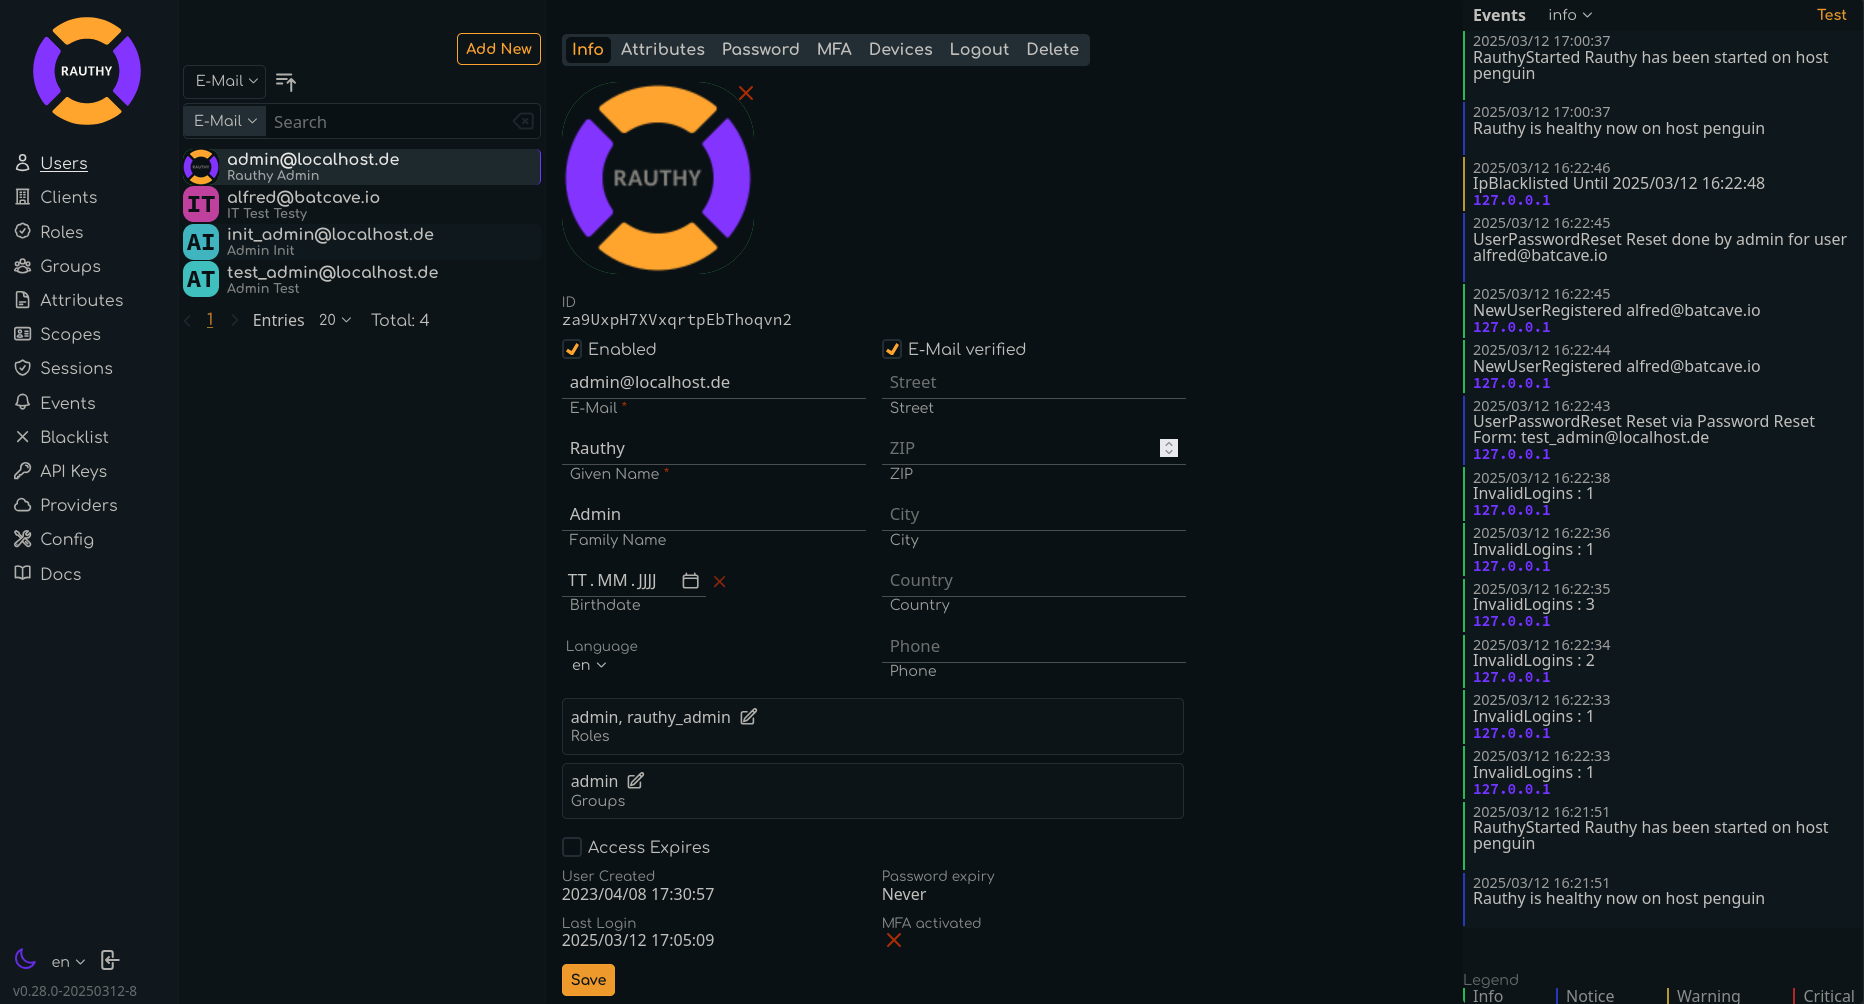 RAUTHY
Users
Clients
Roles
Groups
Attributes
Scopes
Sessions
Events
Blacklist
API Keys
Providers
Config
Docs
en
v0.28.0-20250312-8
Add New
E-Mail
E-Mail Search
RAUTHY
admin@localhost.de
Rauthy Admin
IT
alfred@batcave.io
IT Test Testy
AI
init_admin@localhost.de
Admin Init
AT
test_admin@localhost.de
Admin Test
1 Entries 20 Total: 4
Info Attributes Password MFA Devices Logout Delete
RAUTHY
ID
za9UxpH7XVxqrtpEbThoqvn2
Enabled E-Mail verified
admin@localhost.de Street
E-Mail * Street
Rauthy ZIP
Given Name * ZIP
Admin City
Family Name City
TT.MM.JJJJ Country
Birthdate Country
Language Phone
en
Phone
admin, rauthy_admin
Roles
admin
Groups
Access Expires
User Created Password expiry
2023/04/08 17:30:57 Never
Last Login MFA activated
2025/03/12 17:05:09
Save
Events info Test
2025/03/12 17:00:37
RauthyStarted Rauthy has been started on host
penguin
2025/03/12 17:00:37
Rauthy is healthy now on host penguin
2025/03/12 16:22:46
IpBlacklisted Until 2025/03/12 16:22:48
127.0.0.1
2025/03/12 16:22:45
UserPasswordReset Reset done by admin for user
alfred@batcave.io
2025/03/12 16:22:45
NewUserRegistered alfred@batcave.io
127.0.0.1
2025/03/12 16:22:44
NewUserRegistered alfred@batcave.io
127.0.0.1
2025/03/12 16:22:43
UserPasswordReset Reset via Password Reset
Form: test_admin@localhost.de
127.0.0.1
2025/03/12 16:22:38
InvalidLogins : 1
127.0.0.1
2025/03/12 16:22:36
InvalidLogins : 1
127.0.0.1
2025/03/12 16:22:35
InvalidLogins : 3
127.0.0.1
2025/03/12 16:22:34
InvalidLogins : 2
127.0.0.1
2025/03/12 16:22:33
InvalidLogins : 1
127.0.0.1
2025/03/12 16:22:33
InvalidLogins : 1
127.0.0.1
2025/03/12 16:21:51
RauthyStarted Rauthy has been started on host
penguin
2025/03/12 16:21:51
Rauthy is healthy now on host penguin
Legend
Info Notice Warning Critical